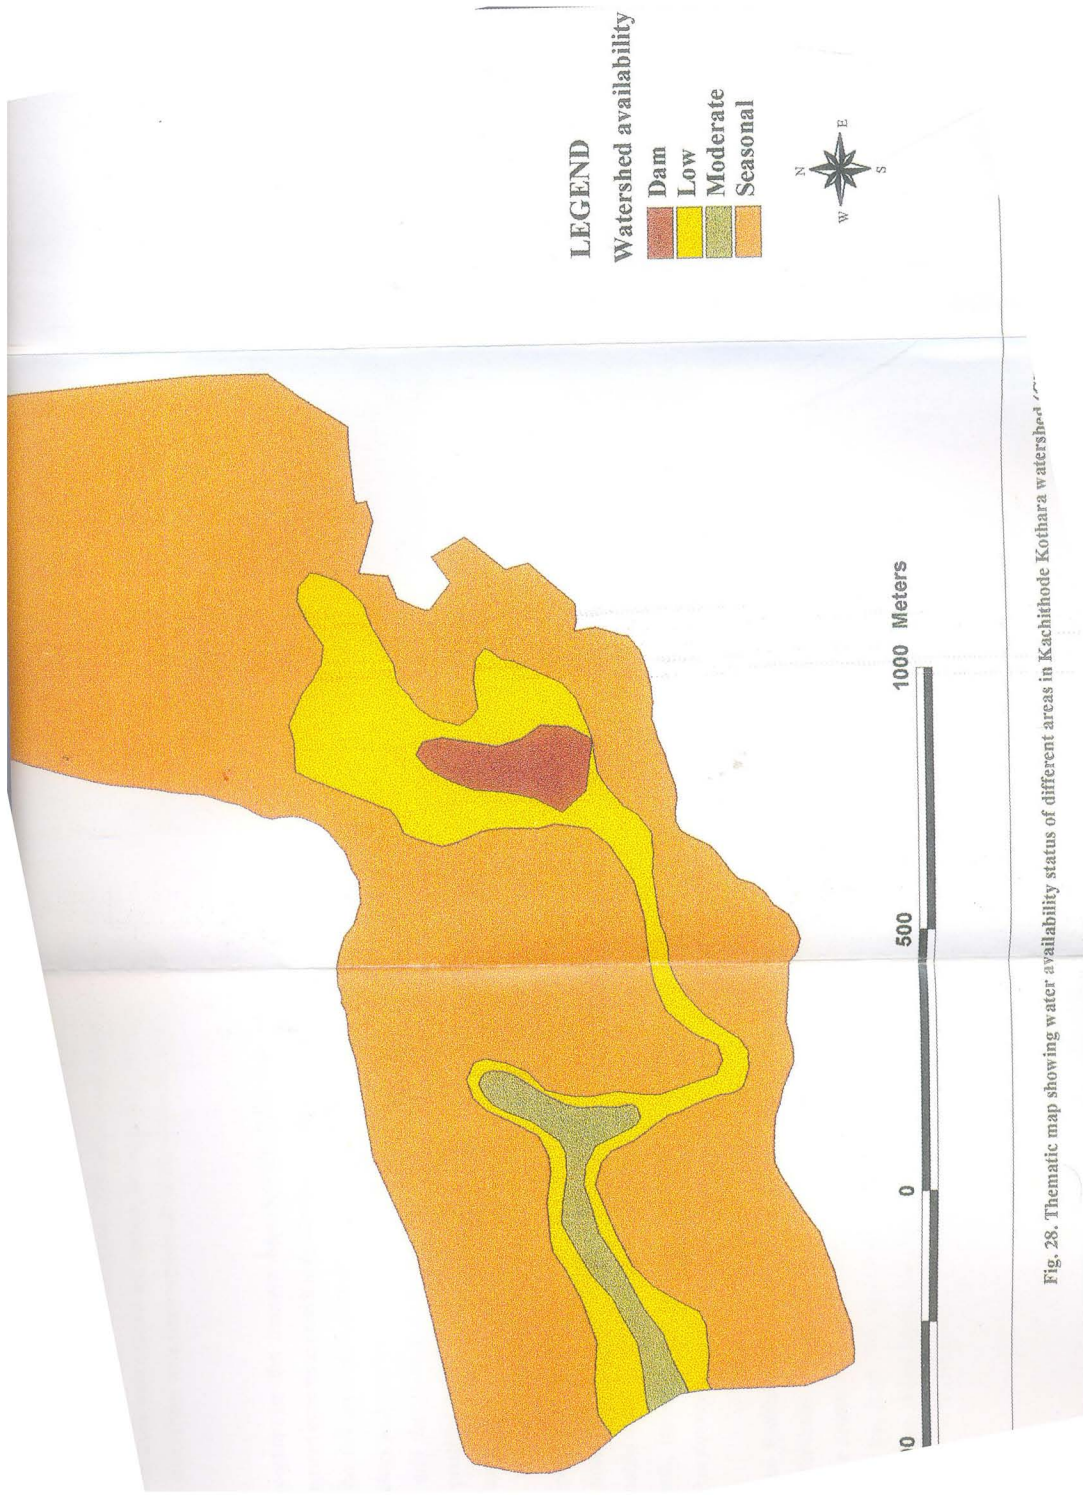 LEGEND
Watershed availability
Dam
Low
Moderate
Seasonal
N
W
E
S
0
500
1000 Meters
Fig. 28. Thematic map showing water availability status of different areas in Kachithode Kothara watershed